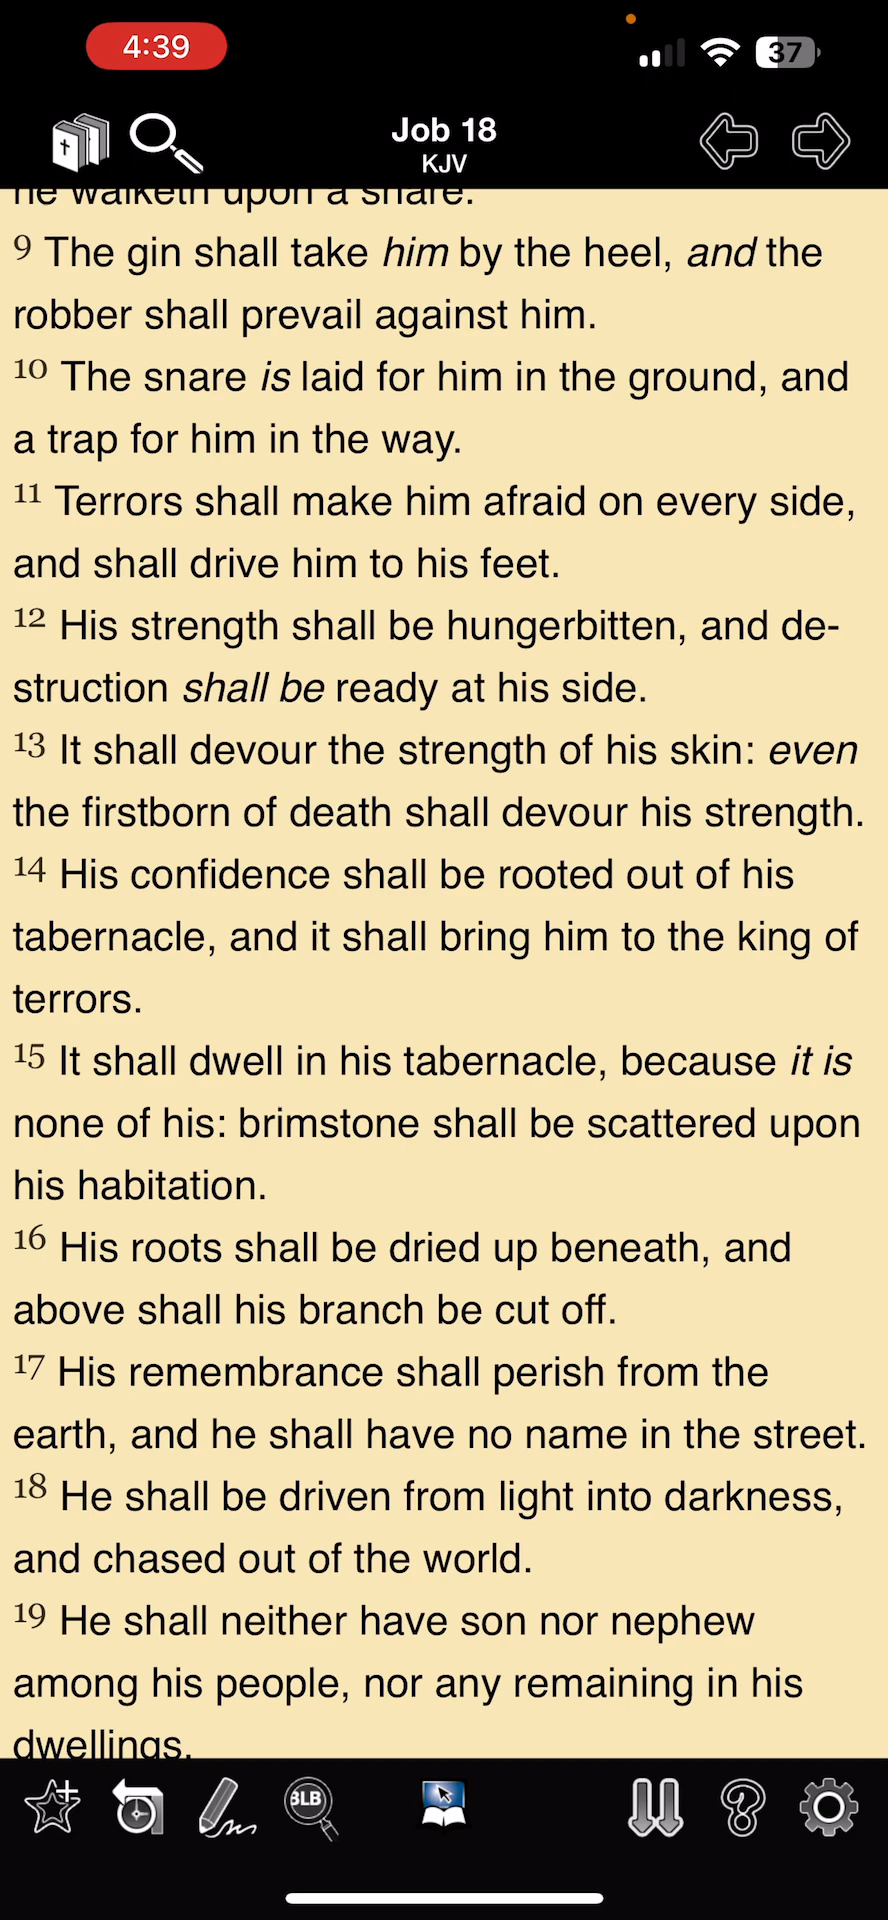 4:39
37
Job 18
KJV
he walketh upon a snare.
9 The gin shall take him by the heel, and the
robber shall prevail against him.
10 The snare is laid for him in the ground, and
a trap for him in the way.
11 Terrors shall make him afraid on every side,
and shall drive him to his feet.
12 His strength shall be hungerbitten, and de-
struction shall be ready at his side.
13 It shall devour the strength of his skin: even
the firstborn of death shall devour his strength.
14 His confidence shall be rooted out of his
tabernacle, and it shall bring him to the king of
terrors.
15 It shall dwell in his tabernacle, because it is
none of his: brimstone shall be scattered upon
his habitation.
16 His roots shall be dried up beneath, and
above shall his branch be cut off.
17 His remembrance shall perish from the
earth, and he shall have no name in the street.
18 He shall be driven from light into darkness,
and chased out of the world.
19 He shall neither have son nor nephew
among his people, nor any remaining in his
dwellings.
BLB